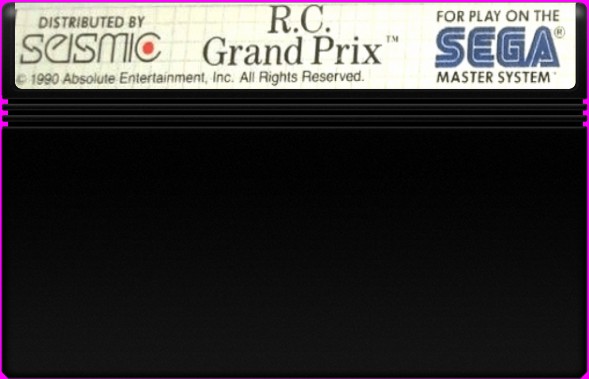 DISTRIBUTED BY
SEISMIC
R.C.
Grand Prix™
FOR PLAY ON THE
SEGA®
MASTER SYSTEM™
© 1990 Absolute Entertainment, Inc. All Rights Reserved.